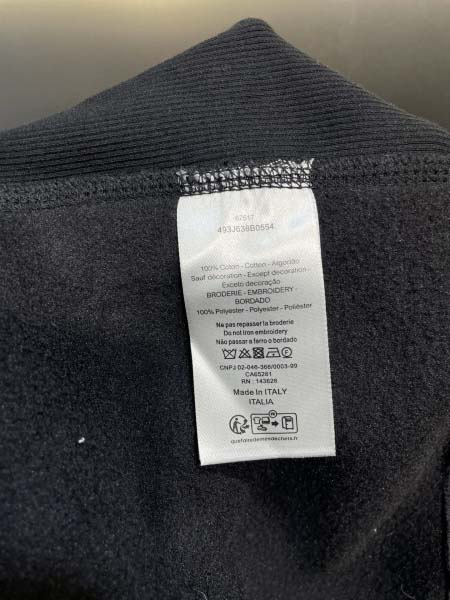 67517
493J636B0554
100% Coton - Cotton - Algodão
Sauf décoration - Except decoration -
Exceto decoração
BRODERIE - EMBROIDERY -
BORDADO
100% Polyester - Polyester - Poliéster
Ne pas repasser la broderie
Do not iron embroidery
Não passar a ferro o bordado
CNPJ 02-046-366/0003-99
CA65261
RN : 143626
Made in ITALY
ITALIA
quefairedemesdechets.fr